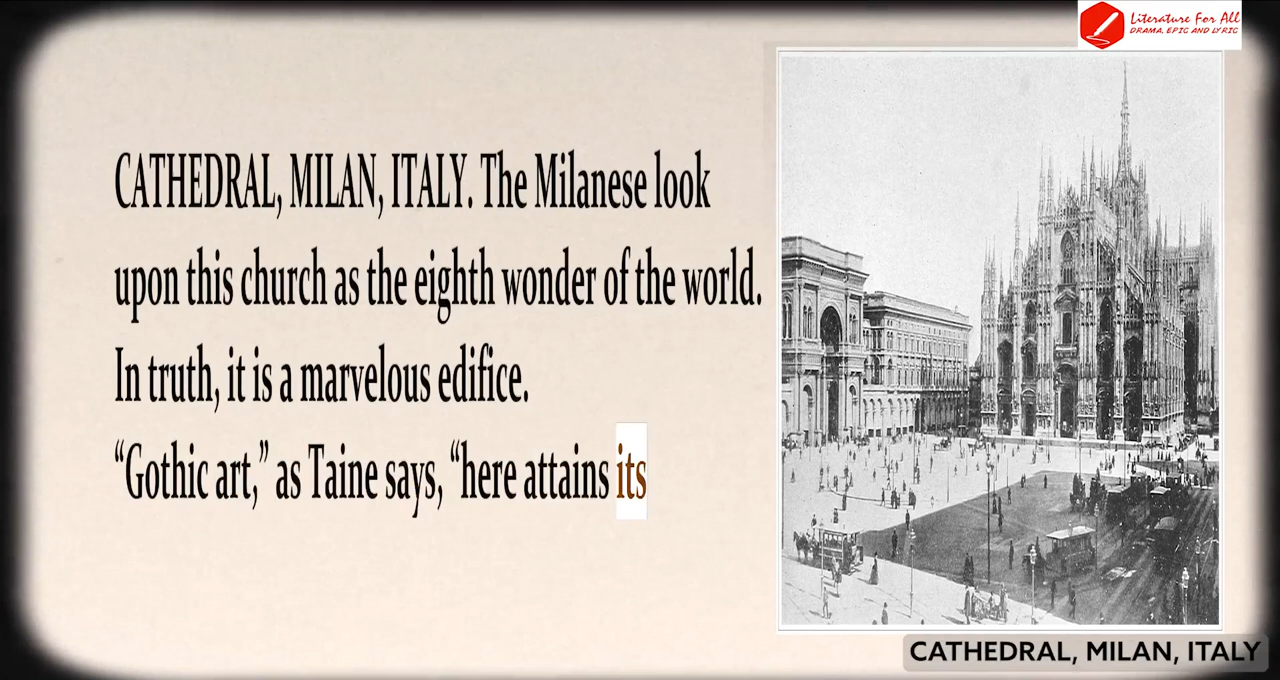 Literature For All
DRAMA, EPIC AND LYRIC
CATHEDRAL, MILAN, ITALY. The Milanese look
upon this church as the eighth wonder of the world.
In truth, it is a marvelous edifice.
“Gothic art,” as Taine says, “here attains its
CATHEDRAL, MILAN, ITALY